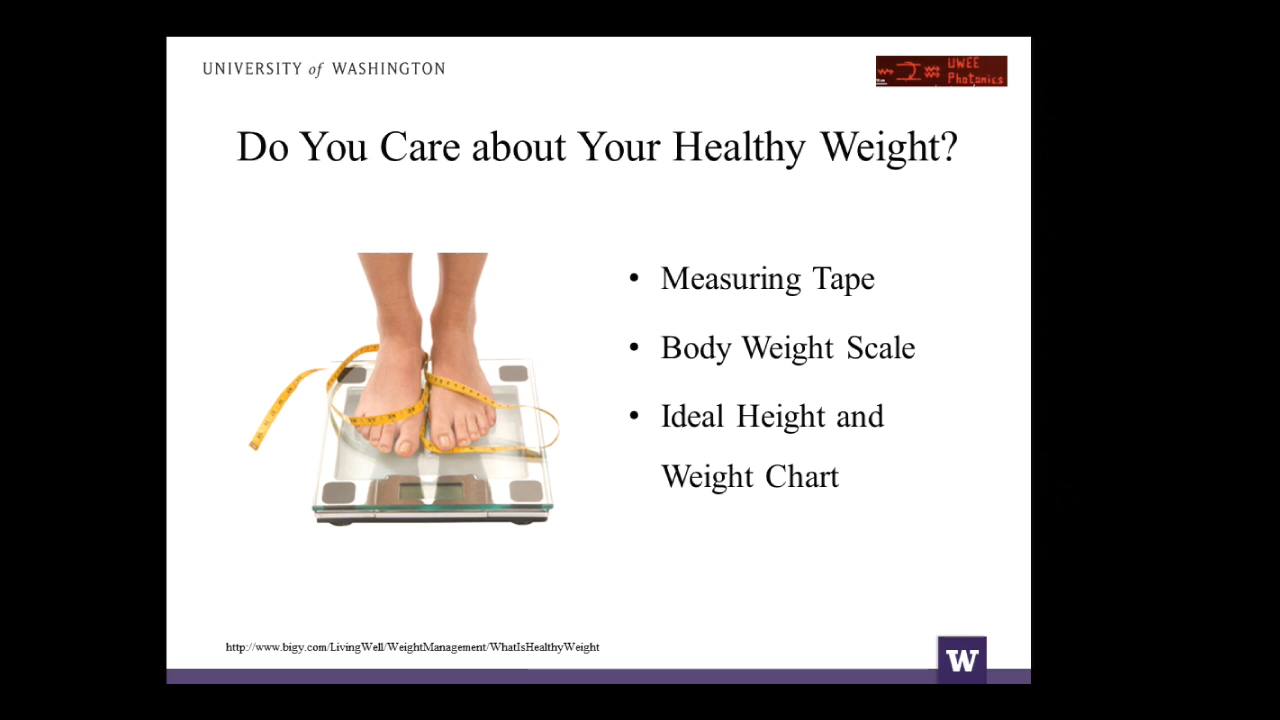 UNIVERSITY of WASHINGTON
UWEE
Photonics
Do You Care about Your Healthy Weight?
• Measuring Tape
• Body Weight Scale
• Ideal Height and
Weight Chart
http://www.bigy.com/LivingWell/WeightManagement/WhatIsHealthyWeight
W